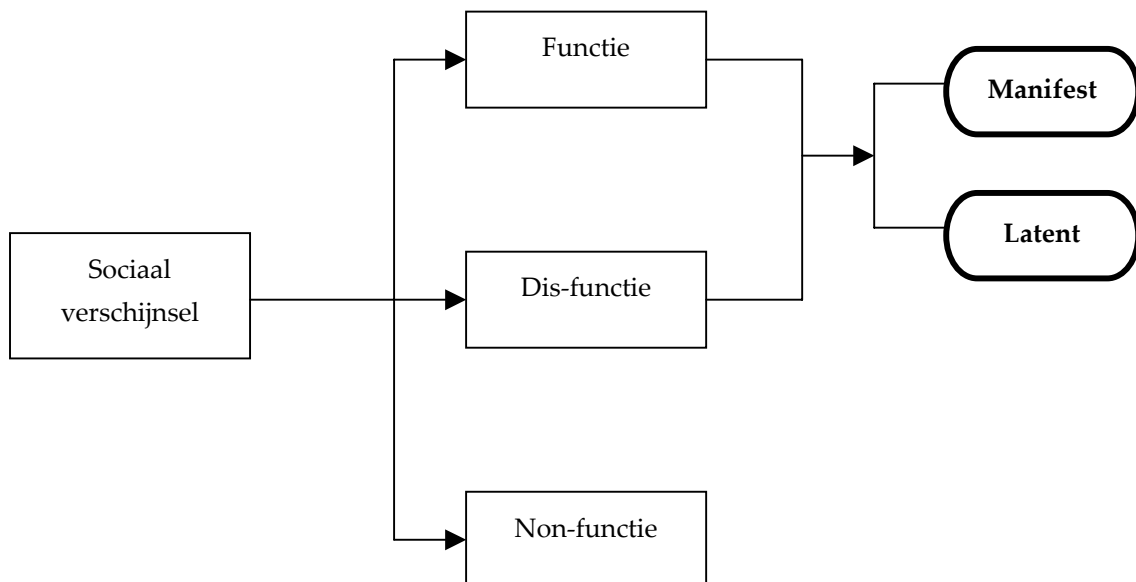 Functie
Manifest
Latent
Sociaal
verschijnsel
Dis-functie
Non-functie